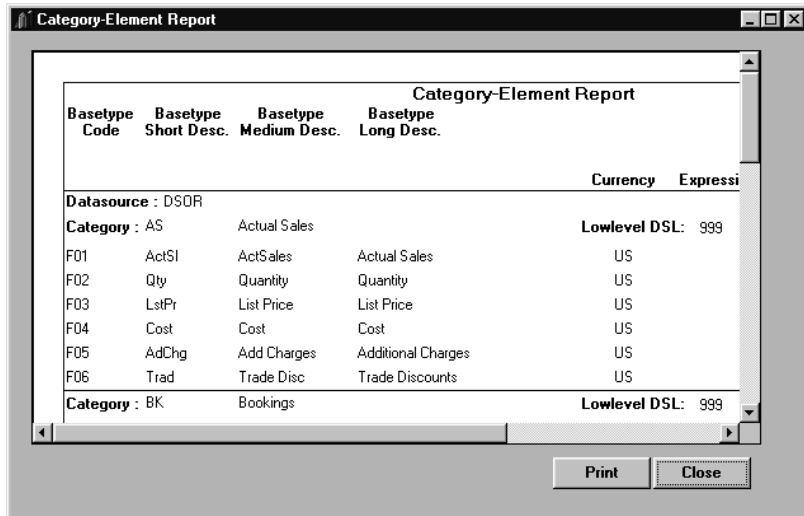 Category-Element Report
Category-Element Report
Basetype Code Basetype Short Desc. Basetype Medium Desc. Basetype Long Desc.
Currency Expressi
Datasource : DSOR
Category : AS Actual Sales Lowlevel DSL: 999
F01 ActSl ActSales Actual Sales US
F02 Qty Quantity Quantity US
F03 LstPr List Price List Price US
F04 Cost Cost Cost US
F05 AdChg Add Charges Additional Charges US
F06 Trad Trade Disc Trade Discounts US
Category : BK Bookings Lowlevel DSL: 999
Print Close